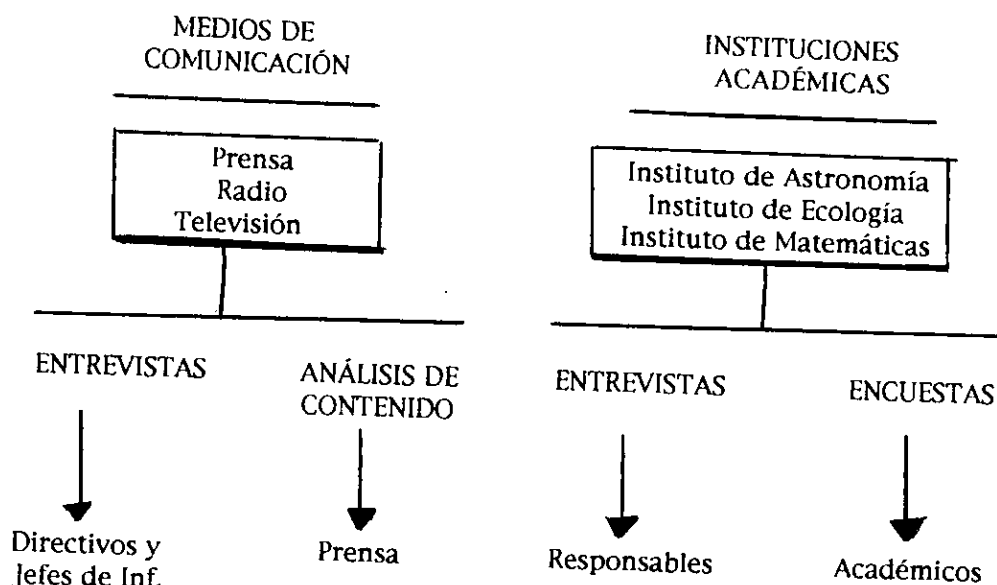 MEDIOS DE
COMUNICACIÓN
Prensa
Radio
Televisión
ENTREVISTAS
ANÁLISIS DE
CONTENIDO
Directivos y
Jefes de Inf.
Prensa
INSTITUCIONES
ACADÉMICAS
Instituto de Astronomía
Instituto de Ecología
Instituto de Matemáticas
ENTREVISTAS
ENCUESTAS
Responsables
Académicos